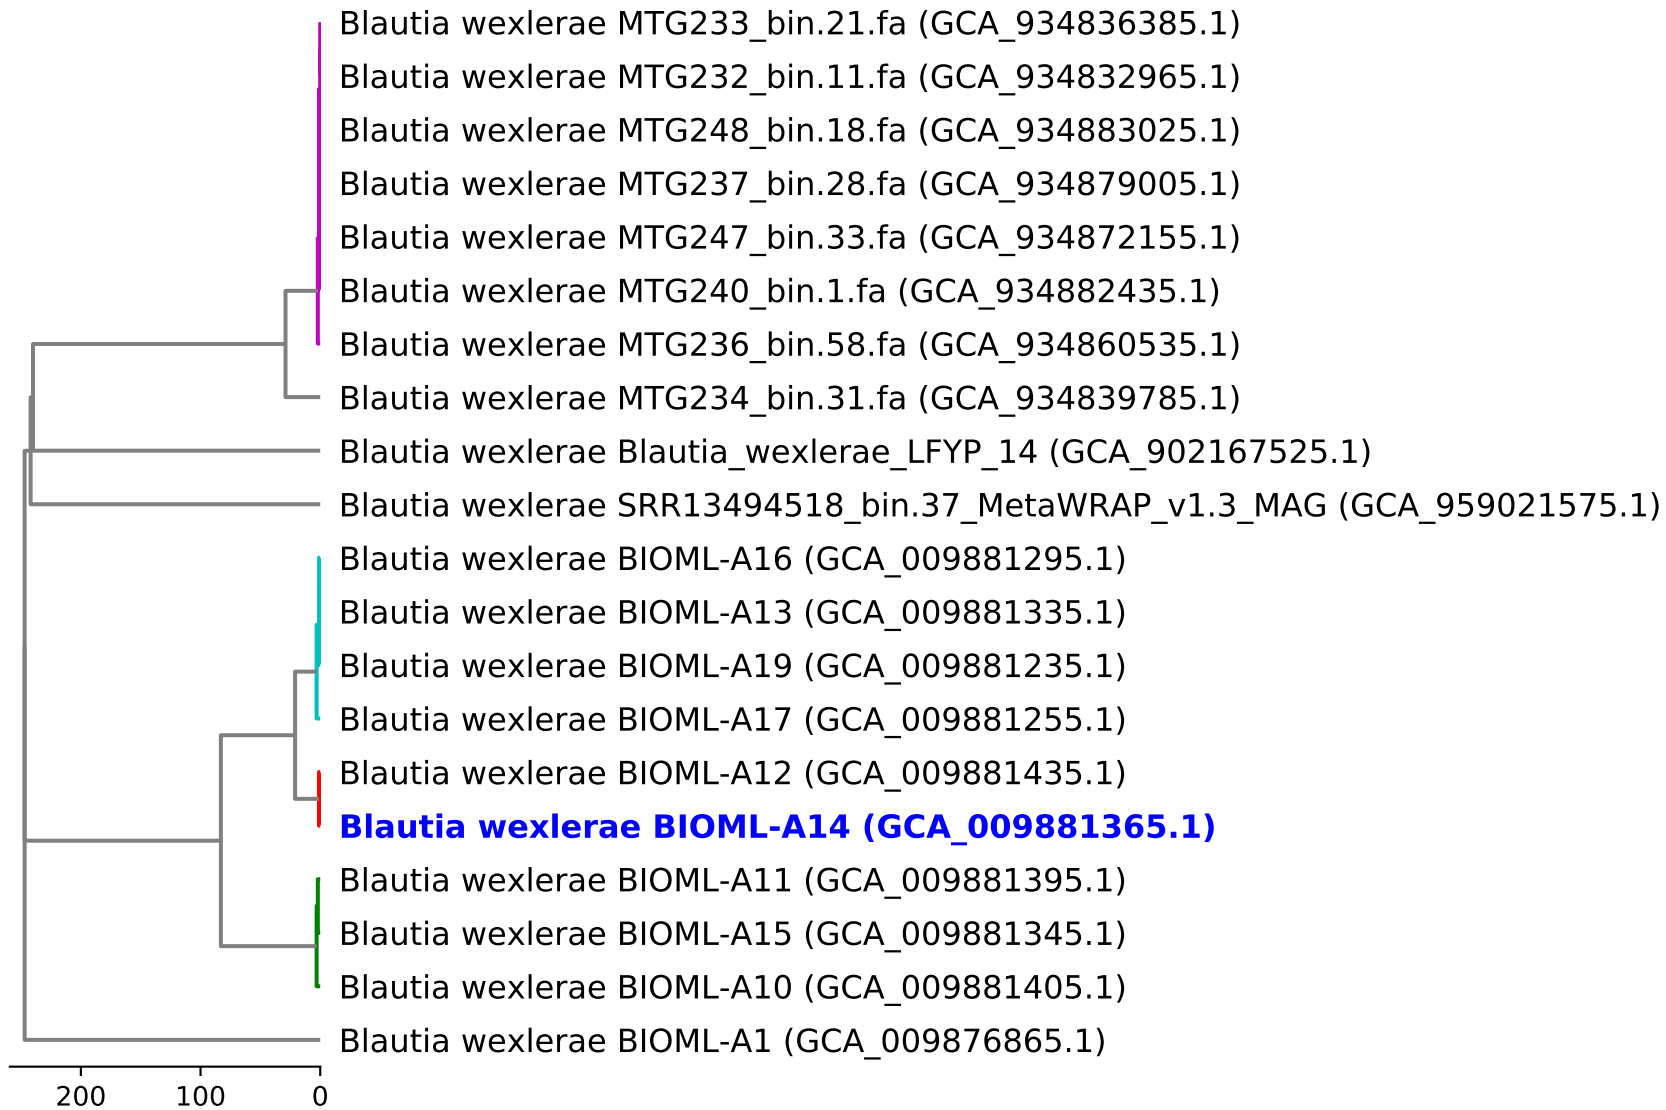 Blautia wexlerae MTG233_bin.21.fa (GCA_934836385.1)
Blautia wexlerae MTG232_bin.11.fa (GCA_934832965.1)
Blautia wexlerae MTG248_bin.18.fa (GCA_934883025.1)
Blautia wexlerae MTG237_bin.28.fa (GCA_934879005.1)
Blautia wexlerae MTG247_bin.33.fa (GCA_934872155.1)
Blautia wexlerae MTG240_bin.1.fa (GCA_934882435.1)
Blautia wexlerae MTG236_bin.58.fa (GCA_934860535.1)
Blautia wexlerae MTG234_bin.31.fa (GCA_934839785.1)
Blautia wexlerae Blautia_wexlerae_LFYP_14 (GCA_902167525.1)
Blautia wexlerae SRR13494518_bin.37_MetaWRAP_v1.3_MAG (GCA_959021575.1)
Blautia wexlerae BIOML-A16 (GCA_009881295.1)
Blautia wexlerae BIOML-A13 (GCA_009881335.1)
Blautia wexlerae BIOML-A19 (GCA_009881235.1)
Blautia wexlerae BIOML-A17 (GCA_009881255.1)
Blautia wexlerae BIOML-A12 (GCA_009881435.1)
Blautia wexlerae BIOML-A14 (GCA_009881365.1)
Blautia wexlerae BIOML-A11 (GCA_009881395.1)
Blautia wexlerae BIOML-A15 (GCA_009881345.1)
Blautia wexlerae BIOML-A10 (GCA_009881405.1)
Blautia wexlerae BIOML-A1 (GCA_009876865.1)
200 100 0